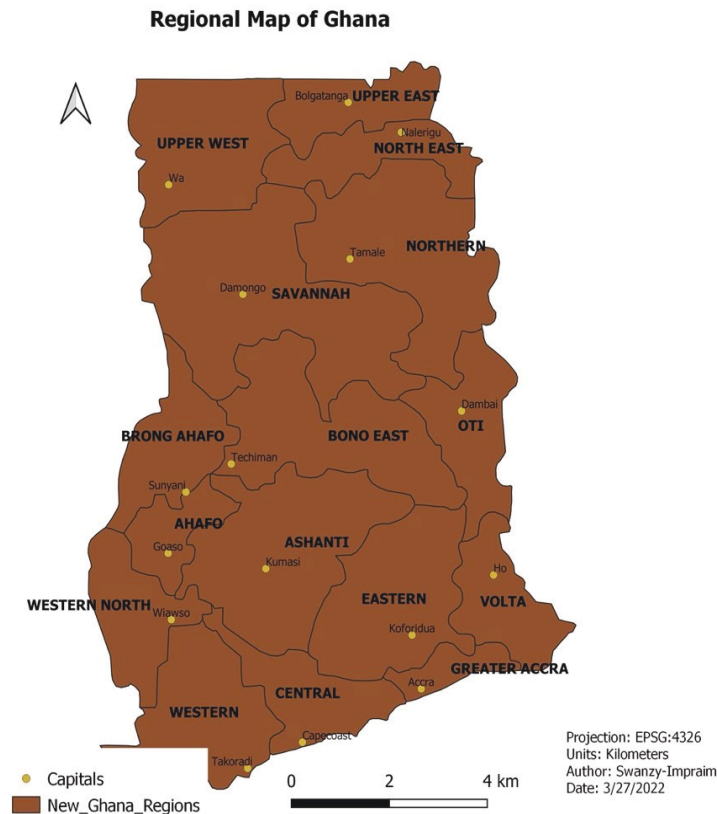 Regional Map of Ghana
Bolgatanga
UPPER EAST
Nalerigu
UPPER WEST
NORTH EAST
Wa
NORTHERN
Tamale
Damongo
SAVANNAH
Dambai
OTI
BRONG AHAFO
BONO EAST
Techiman
Sunyani
AHAFO
ASHANTI
Goaso
Kumasi
Ho
EASTERN
VOLTA
WESTERN NORTH
Wiawso
Koforidua
GREATER ACCRA
Accra
CENTRAL
WESTERN
Capecoast
Takoradi
Capitals
New_Ghana_Regions
0 2 4 km
Projection: EPSG:4326
Units: Kilometers
Author: Swanzy-Impraim
Date: 3/27/2022